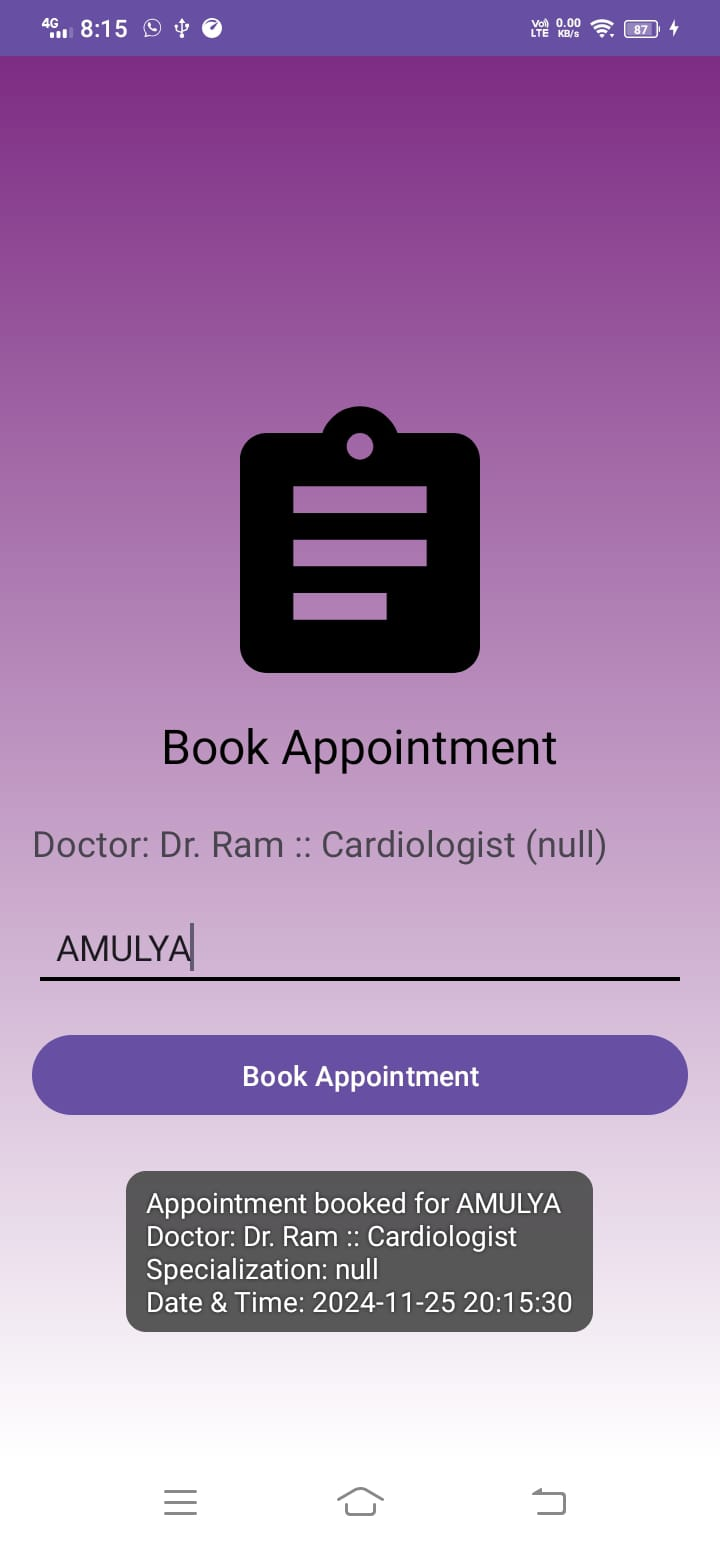 4G 8:15 Vo) LTE 0.00 KB/s 87
Book Appointment
Doctor: Dr. Ram :: Cardiologist (null)
AMULYA
Book Appointment
Appointment booked for AMULYA
Doctor: Dr. Ram :: Cardiologist
Specialization: null
Date & Time: 2024-11-25 20:15:30